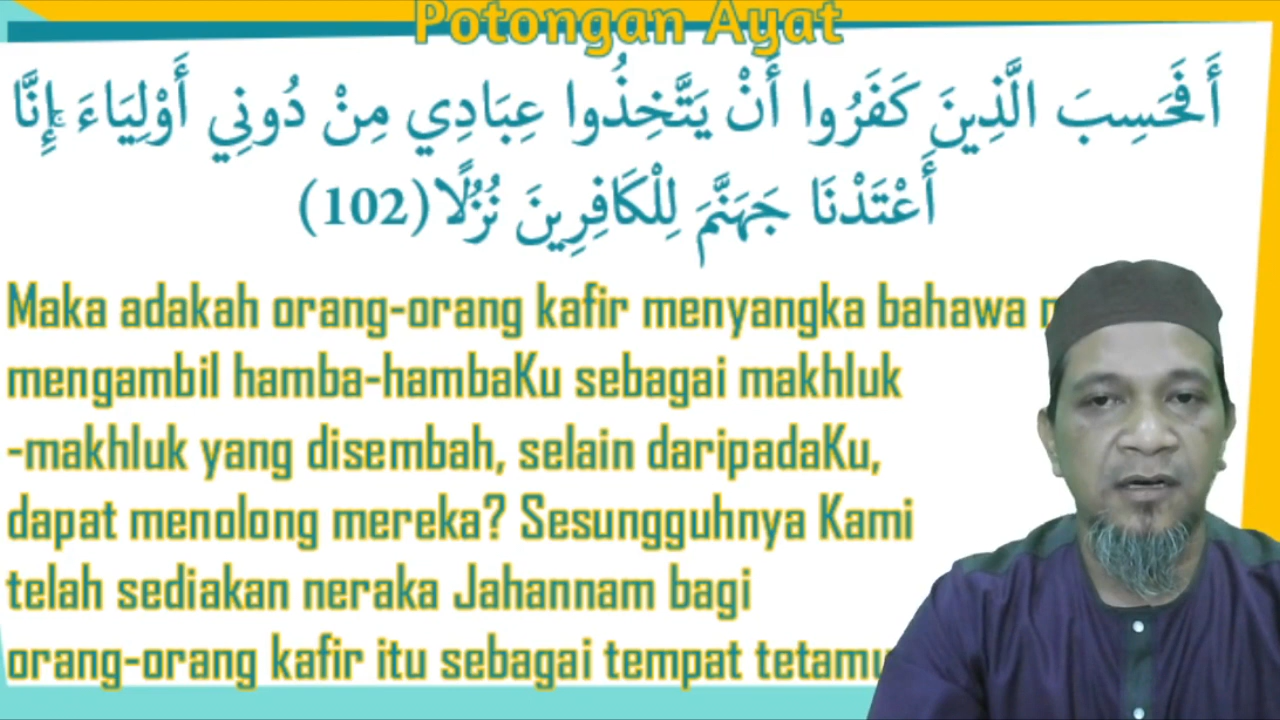 Potongan Ayat
أَفَحَسِبَ الَّذِينَ كَفَرُوا أَنْ يَتَّخِذُوا عِبَادِي مِنْ دُونِي أَوْلِيَاءَ ۚ إِنَّا
أَعْتَدْنَا جَهَنَّمَ لِلْكَافِرِينَ نُزُلًا (102)
Maka adakah orang-orang kafir menyangka bahawa
mengambil hamba-hambaKu sebagai makhluk
-makhluk yang disembah, selain daripadaKu,
dapat menolong mereka? Sesungguhnya Kami
telah sediakan neraka Jahannam bagi
orang-orang kafir itu sebagai tempat tetamu